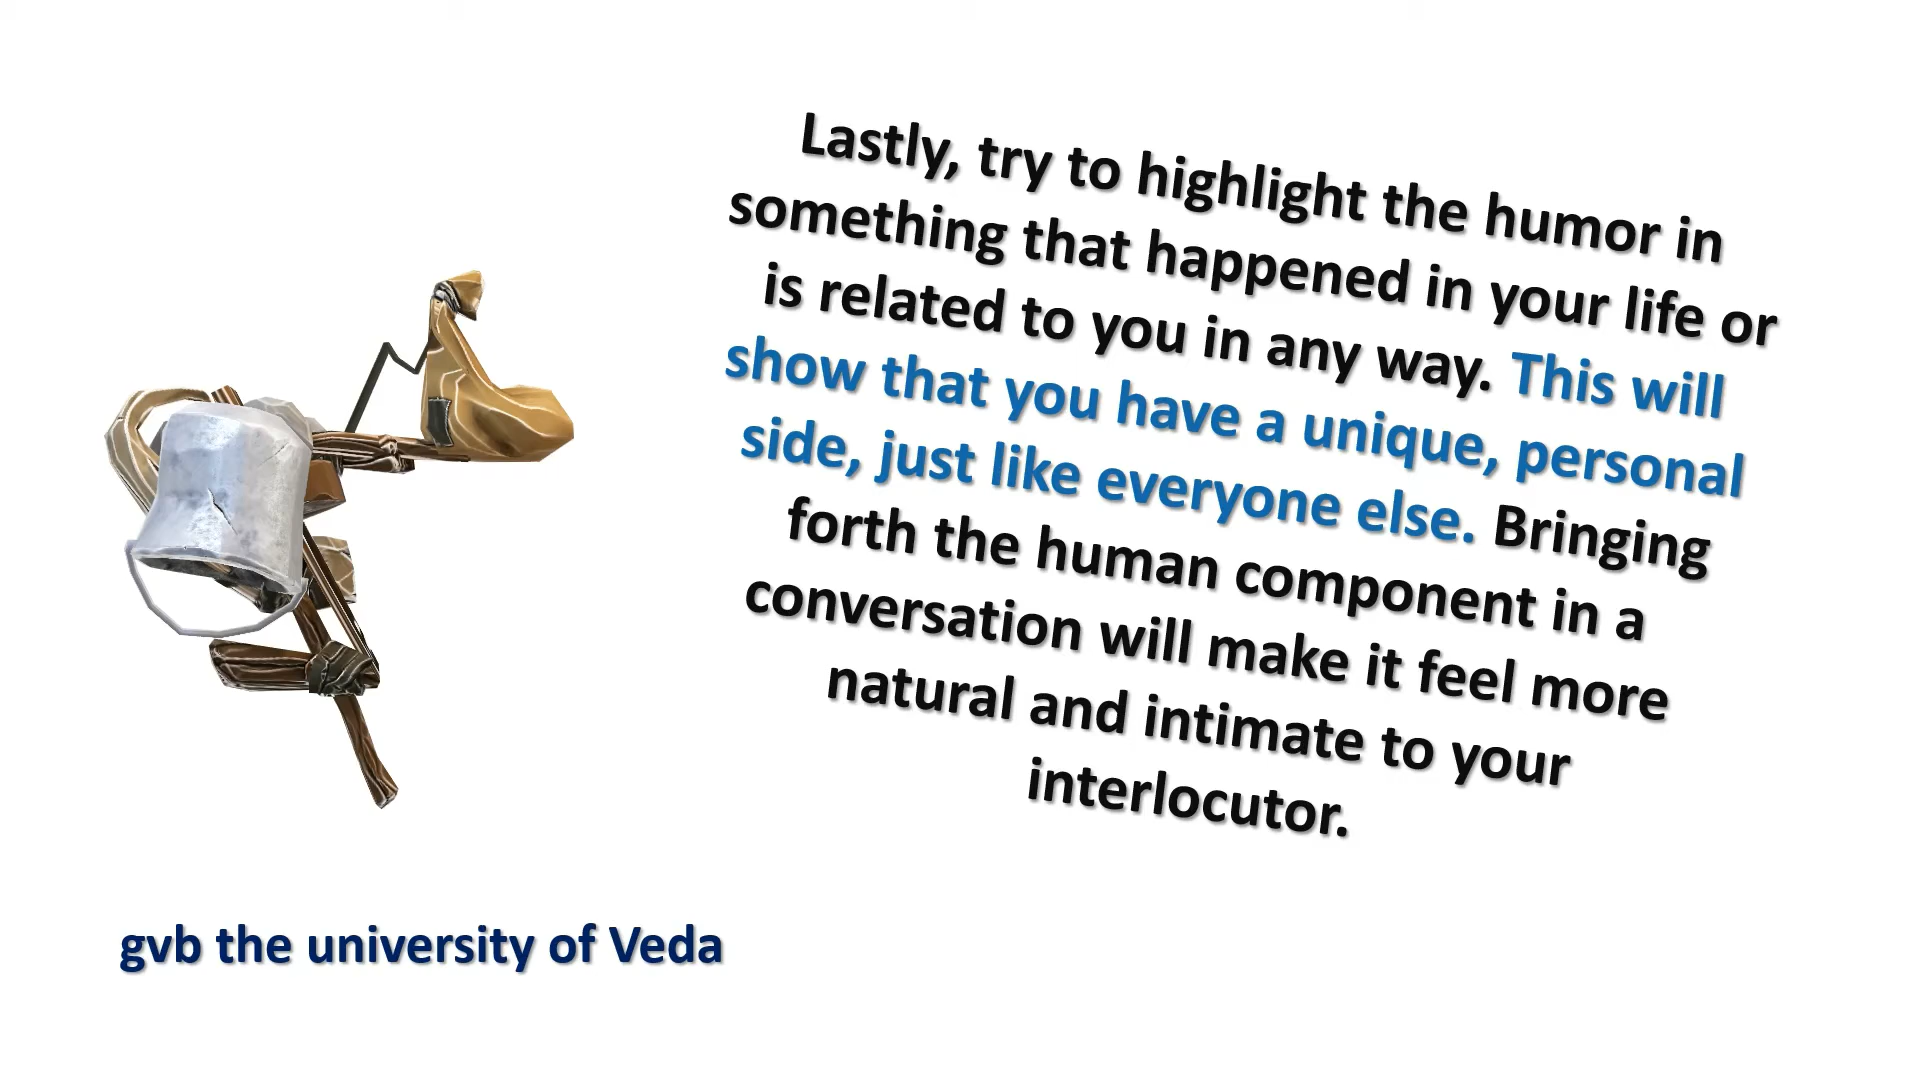 Lastly, try to highlight the humor in
something that happened in your life or
is related to you in any way. This will
show that you have a unique, personal
side, just like everyone else. Bringing
forth the human component in a
conversation will make it feel more
natural and intimate to your
interlocutor.
gvb the university of Veda